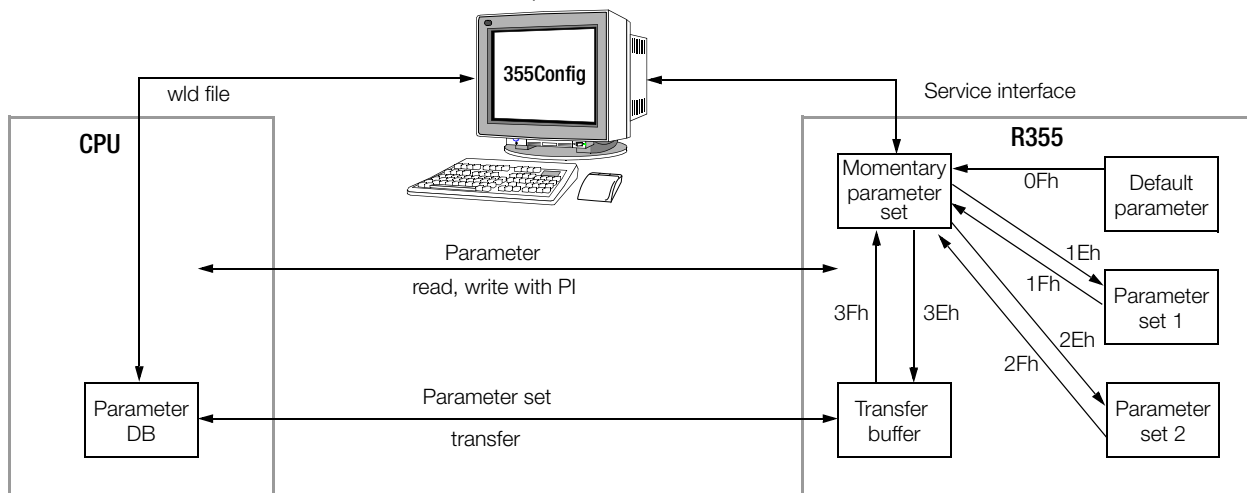 355Config
wld file
Service interface
CPU
R355
Momentary
parameter
set
0Fh
Default
parameter
Parameter
read, write with PI
1Eh
1Fh
Parameter
set 1
3Fh
3Eh
2Eh
2Fh
Parameter
DB
Parameter set
transfer
Transfer
buffer
Parameter
set 2